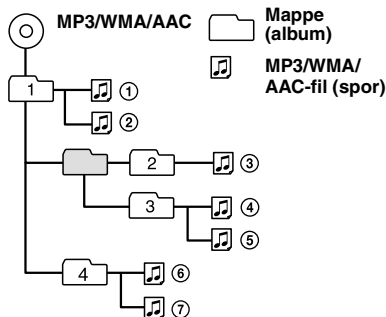 MP3/WMA/AAC
Mappe
(album)
MP3/WMA/
AAC-fil (spor)
1
①
②
2
③
3
④
⑤
4
⑥
⑦